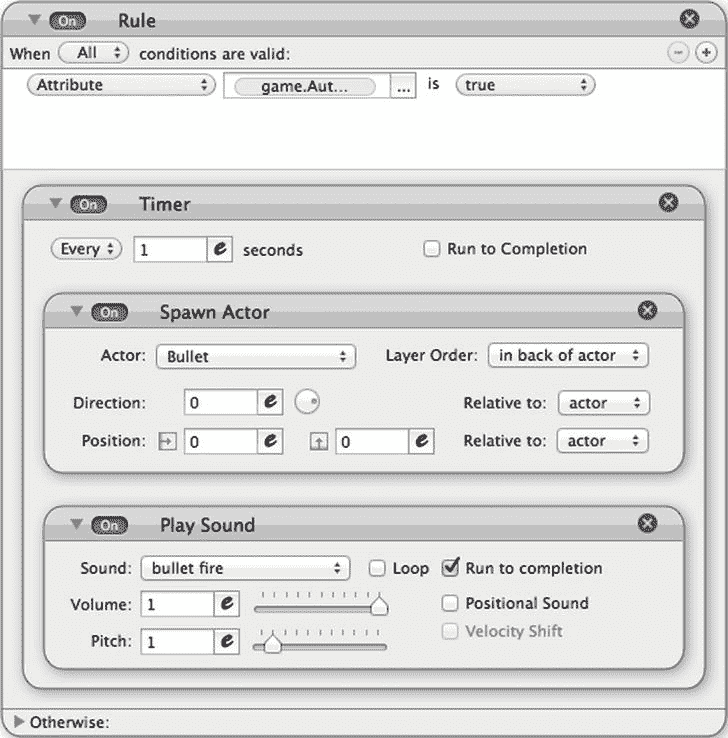 On Rule
When All conditions are valid:
Attribute game.Aut... ... is true
On Timer
Every 1 e seconds Run to Completion
On Spawn Actor
Actor: Bullet Layer Order: in back of actor
Direction: 0 e Relative to: actor
Position: 0 e 0 e Relative to: actor
On Play Sound
Sound: bullet fire Loop Run to completion
Volume: 1 e Positional Sound
Pitch: 1 e Velocity Shift
Otherwise: